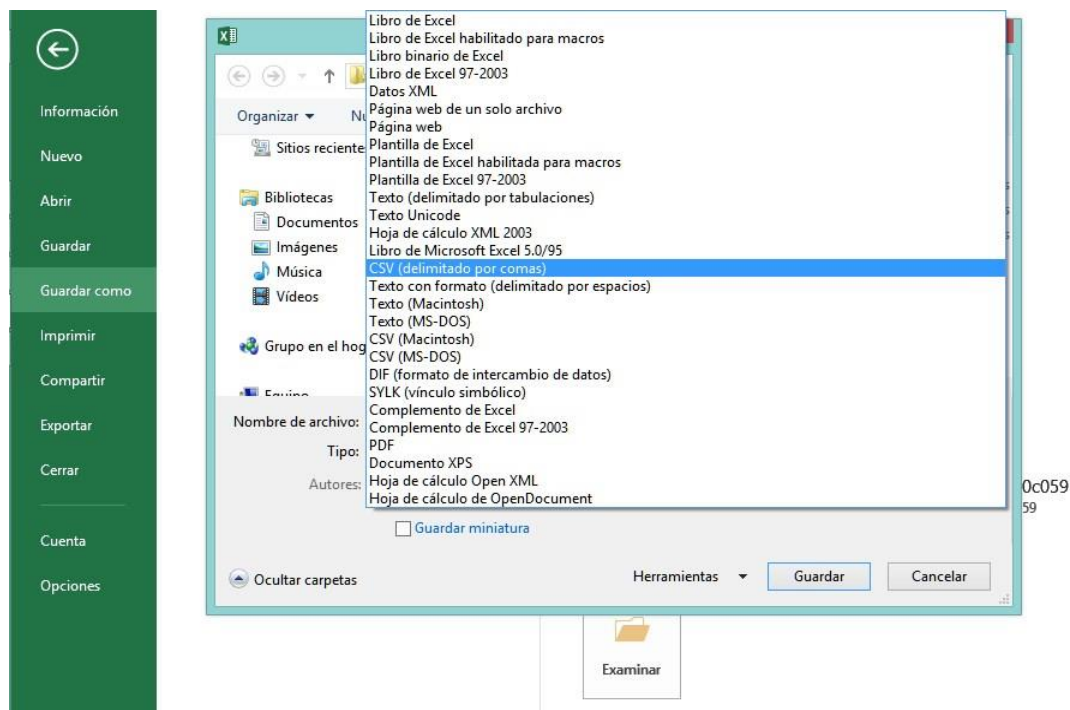 Información
Nuevo
Abrir
Guardar
Guardar como
Imprimir
Compartir
Exportar
Cerrar
Cuenta
Opciones
Organizar
Sitios reciente
Bibliotecas
Documentos
Imágenes
Música
Vídeos
Grupo en el hog
Equipo
Libro de Excel
Libro de Excel habilitado para macros
Libro binario de Excel
Libro de Excel 97-2003
Datos XML
Página web de un solo archivo
Página web
Plantilla de Excel
Plantilla de Excel habilitada para macros
Plantilla de Excel 97-2003
Texto (delimitado por tabulaciones)
Texto Unicode
Hoja de cálculo XML 2003
Libro de Microsoft Excel 5.0/95
CSV (delimitado por comas)
Texto con formato (delimitado por espacios)
Texto (Macintosh)
Texto (MS-DOS)
CSV (Macintosh)
CSV (MS-DOS)
DIF (formato de intercambio de datos)
SYLK (vínculo simbólico)
Complemento de Excel
Complemento de Excel 97-2003
PDF
Documento XPS
Hoja de cálculo Open XML
Hoja de cálculo de OpenDocument
Nombre de archivo:
Tipo:
Autores:
Guardar miniatura
Ocultar carpetas
Herramientas
Guardar
Cancelar
0c059
59
Examinar